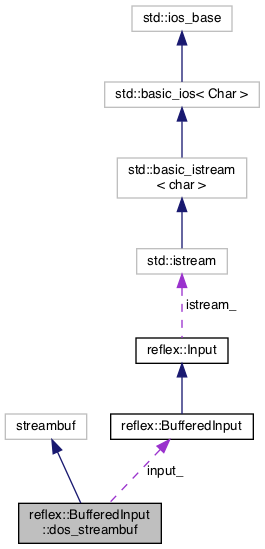 std::ios_base
std::basic_ios< Char >
std::basic_istream
< char >
std::istream
istream_
reflex::Input
streambuf
reflex::BufferedInput
input_
reflex::BufferedInput
::dos_streambuf